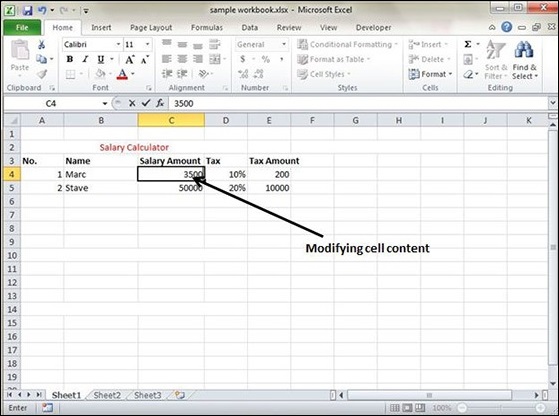 sample workbook.xlsx - Microsoft Excel
File Home Insert Page Layout Formulas Data Review View Developer
Calibri 11 General Conditional Formatting Insert Σ
Paste B I U A Format as Table Delete Sort & Find &
Cell Styles Format Filter Select
Clipboard Font Alignment Number Styles Cells Editing
C4 fx 3500
A B C D E F G H I J K
1
2 Salary Calculator
3 No. Name Salary Amount Tax Tax Amount
4 1 Marc 3500 10% 200
5 2 Stave 50000 20% 10000
6
7
8
9
Modifying cell content
10
11
12
13
14
15
16
17
18
19
Sheet1 Sheet2 Sheet3
Enter 100%